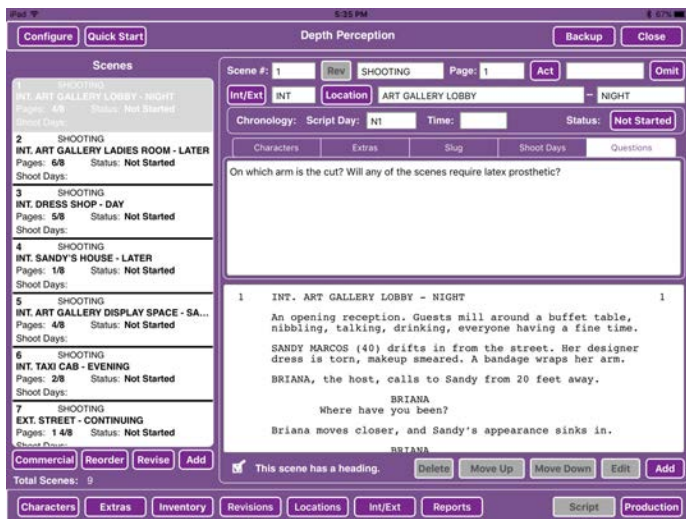 iPad 5:35 PM 67%
Configure Quick Start Depth Perception Backup Close
Scenes
1 SHOOTING
INT. ART GALLERY LOBBY - NIGHT
Pages: 4/8 Status: Not Started
Shoot Days:
2 SHOOTING
INT. ART GALLERY LADIES ROOM - LATER
Pages: 6/8 Status: Not Started
Shoot Days:
3 SHOOTING
INT. DRESS SHOP - DAY
Pages: 5/8 Status: Not Started
Shoot Days:
4 SHOOTING
INT. SANDY'S HOUSE - LATER
Pages: 1/8 Status: Not Started
Shoot Days:
5 SHOOTING
INT. ART GALLERY DISPLAY SPACE - SA...
Pages: 4/8 Status: Not Started
Shoot Days:
6 SHOOTING
INT. TAXI CAB - EVENING
Pages: 2/8 Status: Not Started
Shoot Days:
7 SHOOTING
EXT. STREET - CONTINUING
Pages: 1 4/8 Status: Not Started
Shoot Days:
Commercial Reorder Revise Add
Total Scenes: 9
Scene #: 1 Rev SHOOTING Page: 1 Act Omit
Int/Ext INT Location ART GALLERY LOBBY – NIGHT
Chronology: Script Day: N1 Time: Status: Not Started
Characters Extras Slug Shoot Days Questions
On which arm is the cut? Will any of the scenes require latex prosthetic?
1 INT. ART GALLERY LOBBY - NIGHT 1
An opening reception. Guests mill around a buffet table,
nibbling, talking, drinking, everyone having a fine time.
SANDY MARCOS (40) drifts in from the street. Her designer
dress is torn, makeup smeared. A bandage wraps her arm.
BRIANA, the host, calls to Sandy from 20 feet away.
BRIANA
Where have you been?
Briana moves closer, and Sandy's appearance sinks in.
BRIANA
This scene has a heading. Delete Move Up Move Down Edit Add
Characters Extras Inventory Revisions Locations Int/Ext Reports Script Production